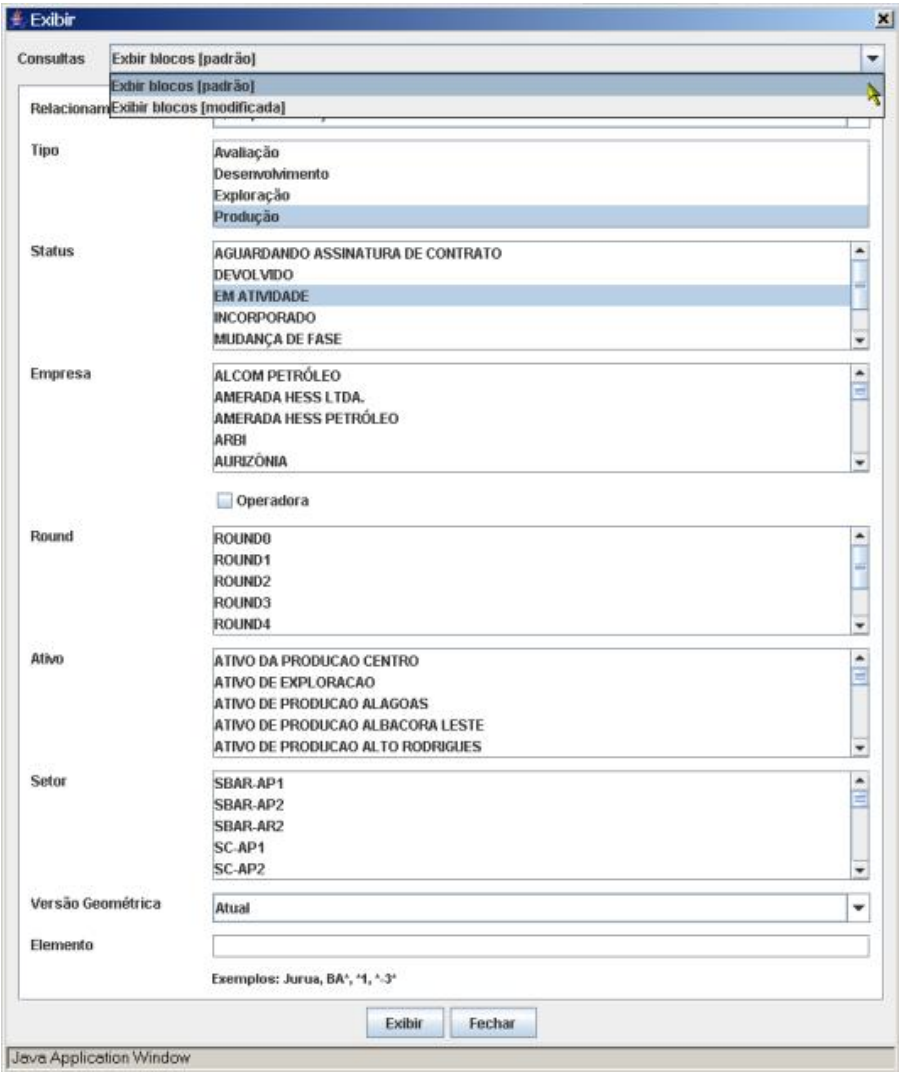 Exibir
Consultas Exbir blocos [padrão]
Exbir blocos [padrão]
Relacionam Exibir blocos [modificada]
Tipo Avaliação
Desenvolvimento
Exploração
Produção
Status AGUARDANDO ASSINATURA DE CONTRATO
DEVOLVIDO
EM ATIVIDADE
INCORPORADO
MUDANÇA DE FASE
Empresa ALCOM PETRÓLEO
AMERADA HESS LTDA.
AMERADA HESS PETRÓLEO
ARBI
AURIZÔNIA
Operadora
Round ROUND0
ROUND1
ROUND2
ROUND3
ROUND4
Ativo ATIVO DA PRODUCAO CENTRO
ATIVO DE EXPLORACAO
ATIVO DE PRODUCAO ALAGOAS
ATIVO DE PRODUCAO ALBACORA LESTE
ATIVO DE PRODUCAO ALTO RODRIGUES
Setor SBAR-AP1
SBAR-AP2
SBAR-AR2
SC-AP1
SC-AP2
Versão Geométrica Atual
Elemento
Exemplos: Jurua, BA*, *1, *-3*
Exibir Fechar
Java Application Window